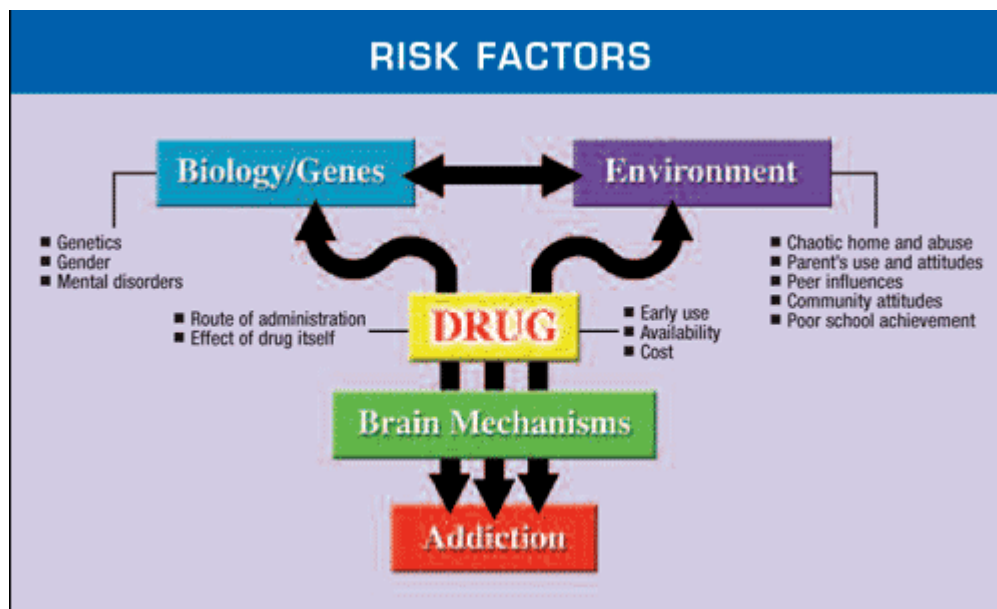 RISK FACTORS
Biology/Genes
Environment
■ Genetics
■ Gender
■ Mental disorders
■ Chaotic home and abuse
■ Parent's use and attitudes
■ Peer influences
■ Community attitudes
■ Poor school achievement
■ Route of administration
■ Effect of drug itself
DRUG
■ Early use
■ Availability
■ Cost
Brain Mechanisms
Addiction